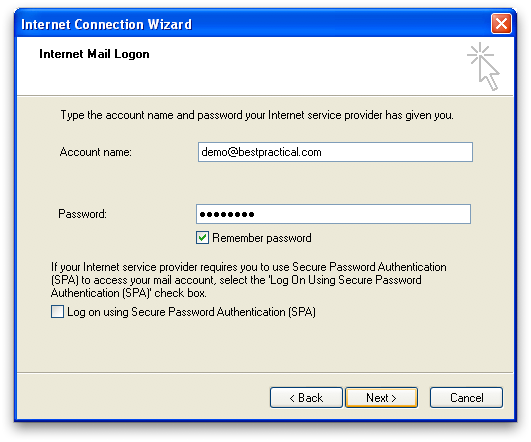 Internet Connection Wizard
Internet Mail Logon
Type the account name and password your Internet service provider has given you.
Account name: demo@bestpractical.com
Password: ••••••••
Remember password
If your Internet service provider requires you to use Secure Password Authentication
(SPA) to access your mail account, select the 'Log On Using Secure Password
Authentication (SPA)' check box.
Log on using Secure Password Authentication (SPA)
< Back Next > Cancel